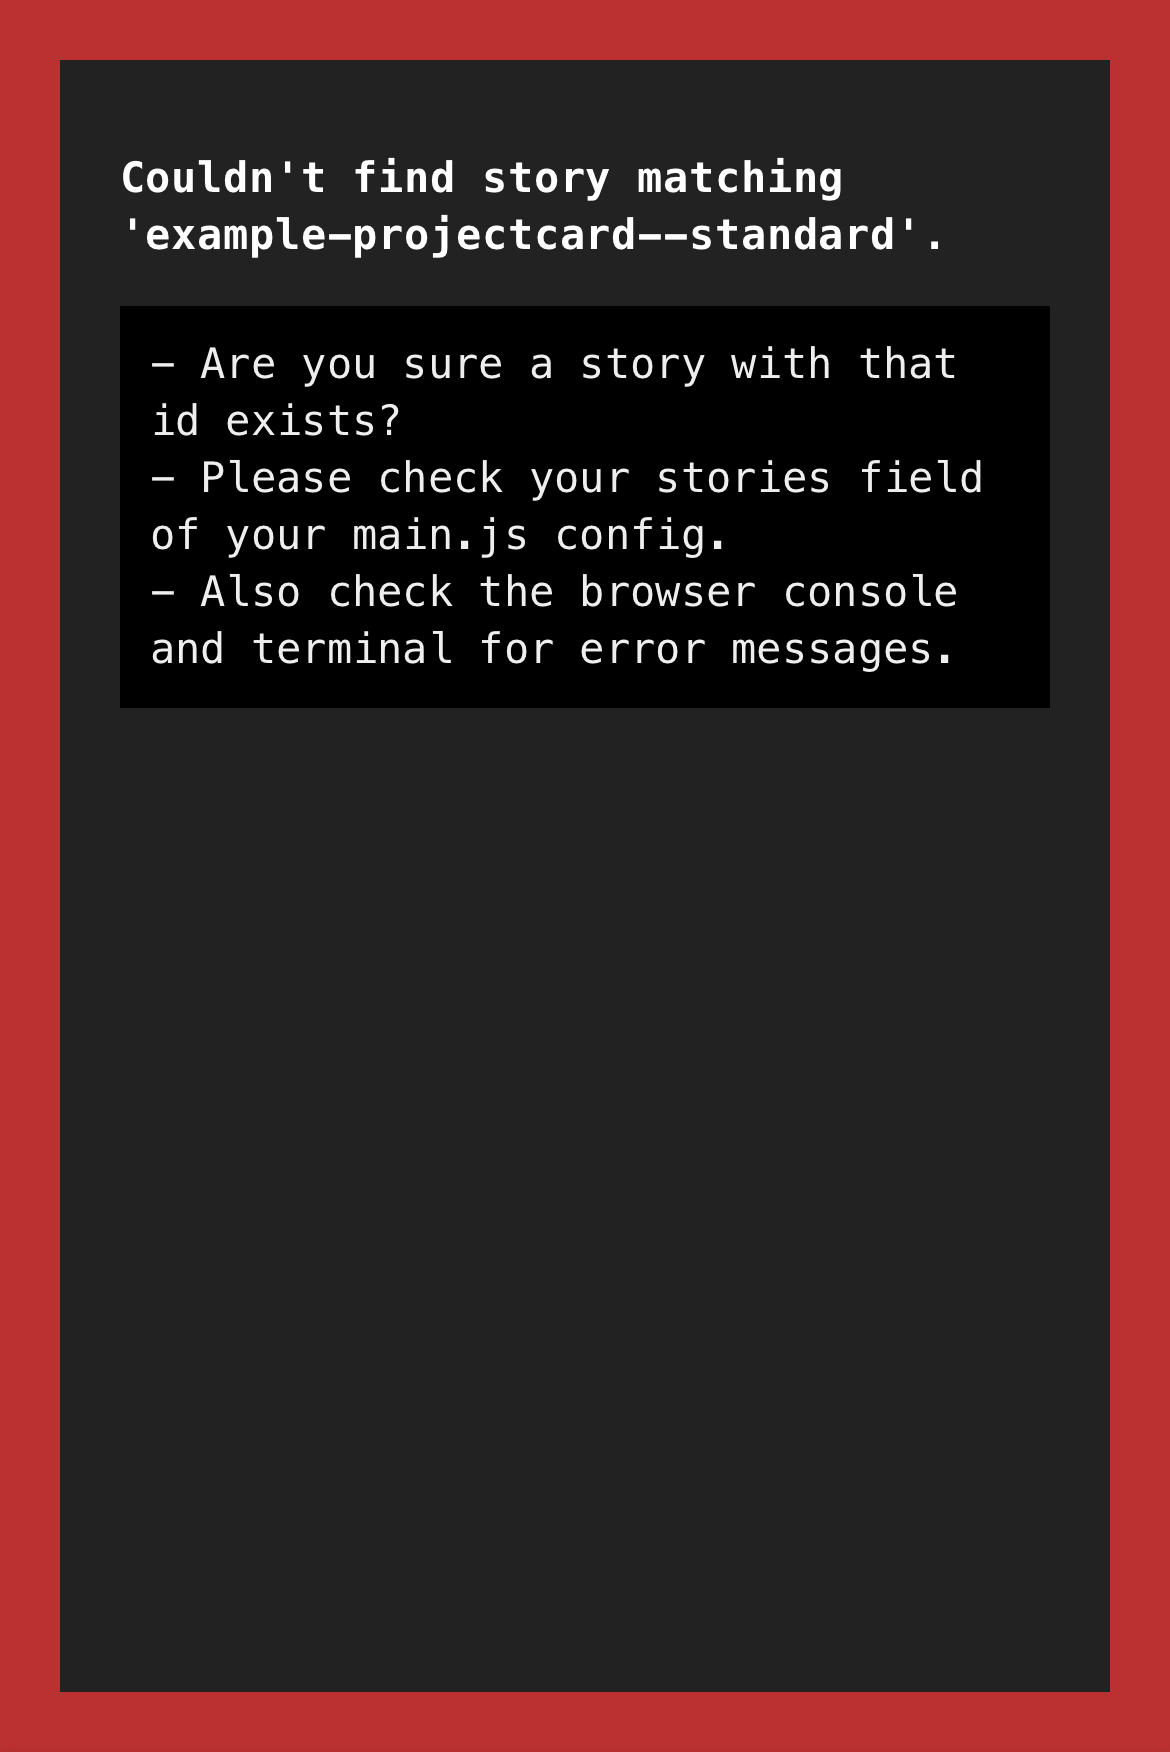 Couldn't find story matching
'example-projectcard--standard'.
- Are you sure a story with that
id exists?
- Please check your stories field
of your main.js config.
- Also check the browser console
and terminal for error messages.